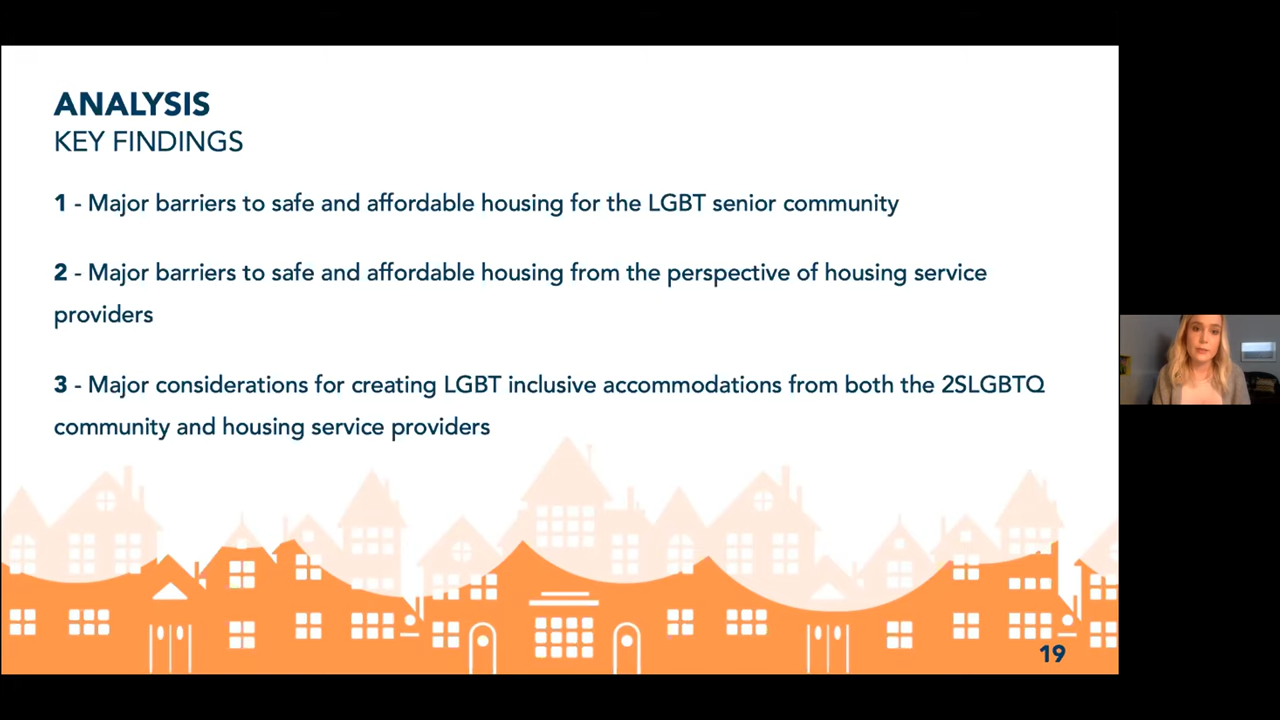 ANALYSIS
KEY FINDINGS
1 - Major barriers to safe and affordable housing for the LGBT senior community
2 - Major barriers to safe and affordable housing from the perspective of housing service
providers
3 - Major considerations for creating LGBT inclusive accommodations from both the 2SLGBTQ
community and housing service providers
19